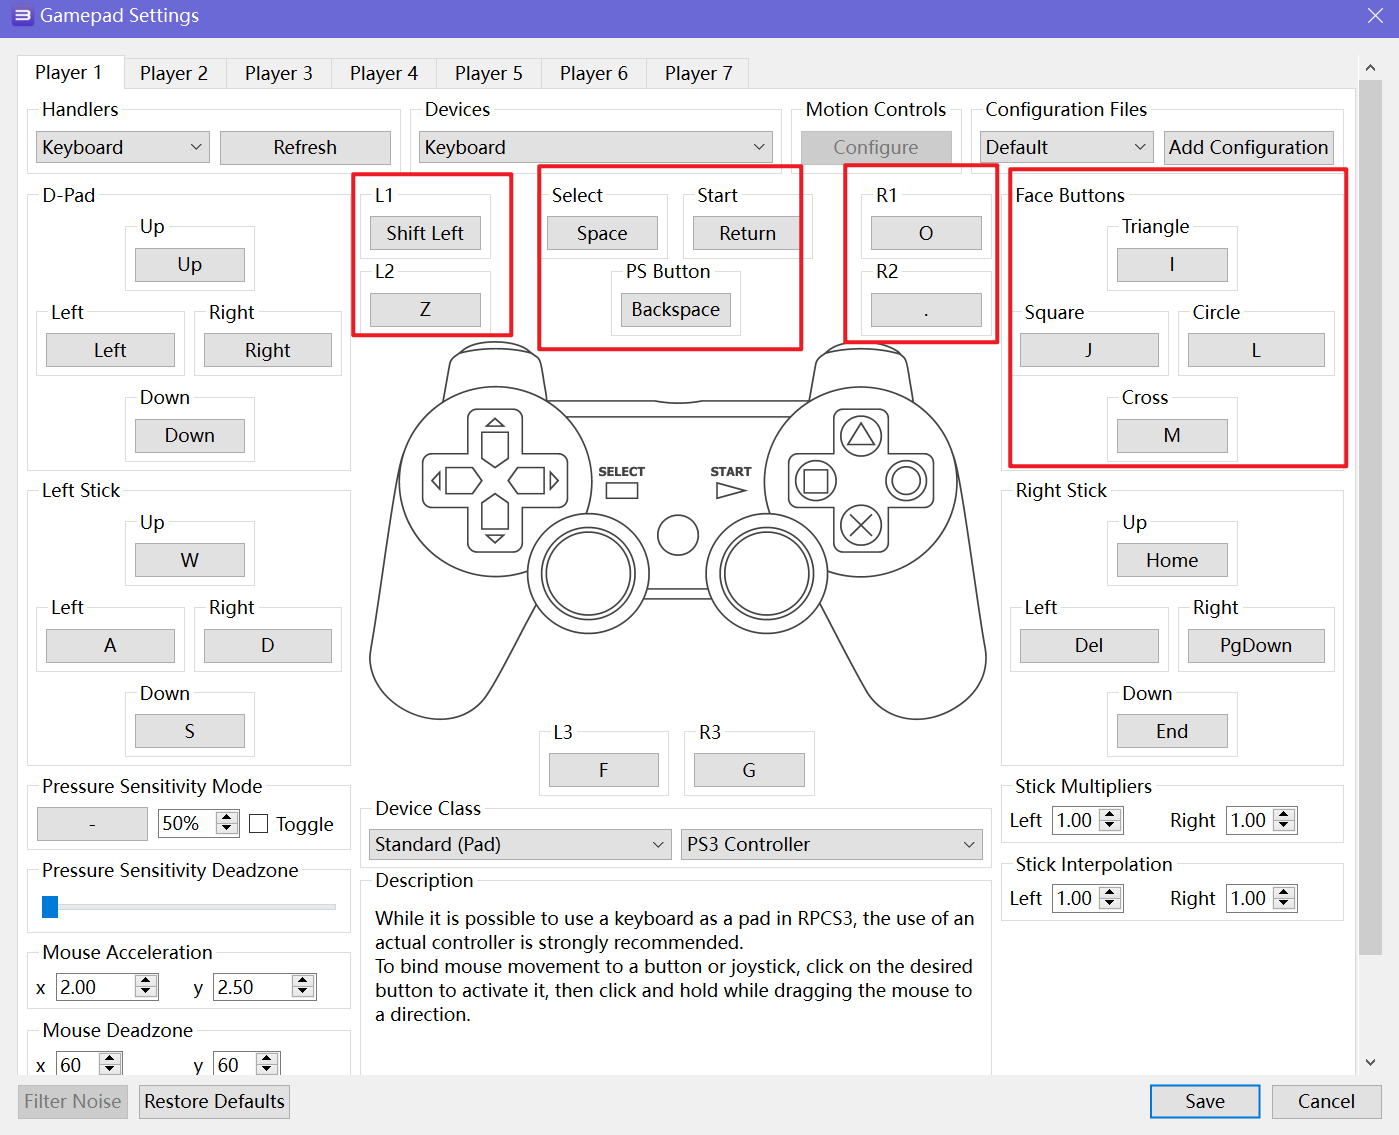 Gamepad Settings
Player 1 Player 2 Player 3 Player 4 Player 5 Player 6 Player 7
Handlers Devices Motion Controls Configuration Files
Keyboard Refresh Keyboard Configure Default Add Configuration
D-Pad L1 Select Start R1 Face Buttons
Up Shift Left Space Return O Triangle
Up L2 PS Button R2 I
Left Right Z Backspace . Square Circle
Left Right J L
Down Cross
Down M
SELECT START
Left Stick Right Stick
Up Up
W Home
Left Right Left Right
A D Del PgDown
Down Down
S L3 R3 End
F G
Pressure Sensitivity Mode Stick Multipliers
- 50% Toggle Device Class Left 1.00 Right 1.00
Standard (Pad) PS3 Controller
Pressure Sensitivity Deadzone Stick Interpolation
Description Left 1.00 Right 1.00
While it is possible to use a keyboard as a pad in RPCS3, the use of an
actual controller is strongly recommended.
To bind mouse movement to a button or joystick, click on the desired
button to activate it, then click and hold while dragging the mouse to
a direction.
Mouse Acceleration
x 2.00 y 2.50
Mouse Deadzone
x 60 y 60
Filter Noise Restore Defaults Save Cancel